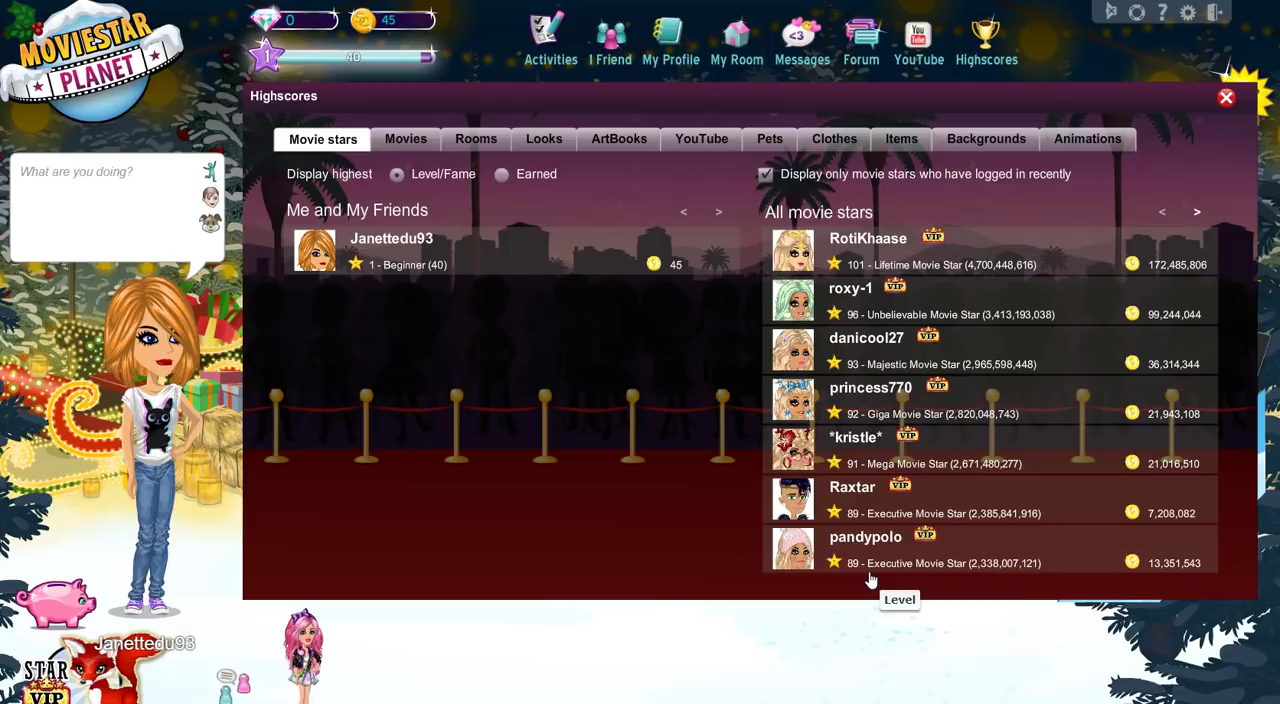 MOVIESTAR
PLANET
0
45
1
40
<3
You
Tube
Activities
1 Friend
My Profile
My Room
Messages
Forum
YouTube
Highscores
?
Highscores
Movie stars
Movies
Rooms
Looks
ArtBooks
YouTube
Pets
Clothes
Items
Backgrounds
Animations
What are you doing?
Display highest
Level/Fame
Earned
Display only movie stars who have logged in recently
Me and My Friends
< >
All movie stars
< >
Janettedu93
1 - Beginner (40)
45
RotiKhaase VIP
101 - Lifetime Movie Star (4,700,448,616)
172,485,806
roxy-1 VIP
96 - Unbelievable Movie Star (3,413,193,038)
99,244,044
danicool27 VIP
93 - Majestic Movie Star (2,965,598,448)
36,314,344
princess770 VIP
92 - Giga Movie Star (2,820,048,743)
21,943,108
*kristle* VIP
91 - Mega Movie Star (2,671,480,277)
21,016,510
Raxtar VIP
89 - Executive Movie Star (2,385,841,916)
7,208,082
pandypolo VIP
89 - Executive Movie Star (2,338,007,121)
13,351,543
Level
Janettedu93
STAR
VIP